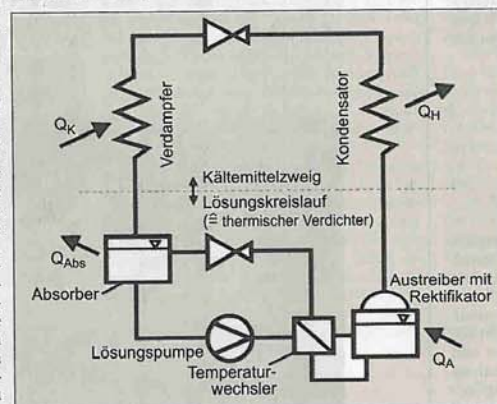 Q_K
Verdampfer
Kondensator
Q_H
Kältemittelzweig
Lösungskreislauf
(≙ thermischer Verdichter)
Q_Abs
Absorber
Austreiber mit
Rektifikator
Lösungspumpe
Temperatur-
wechsler
Q_A